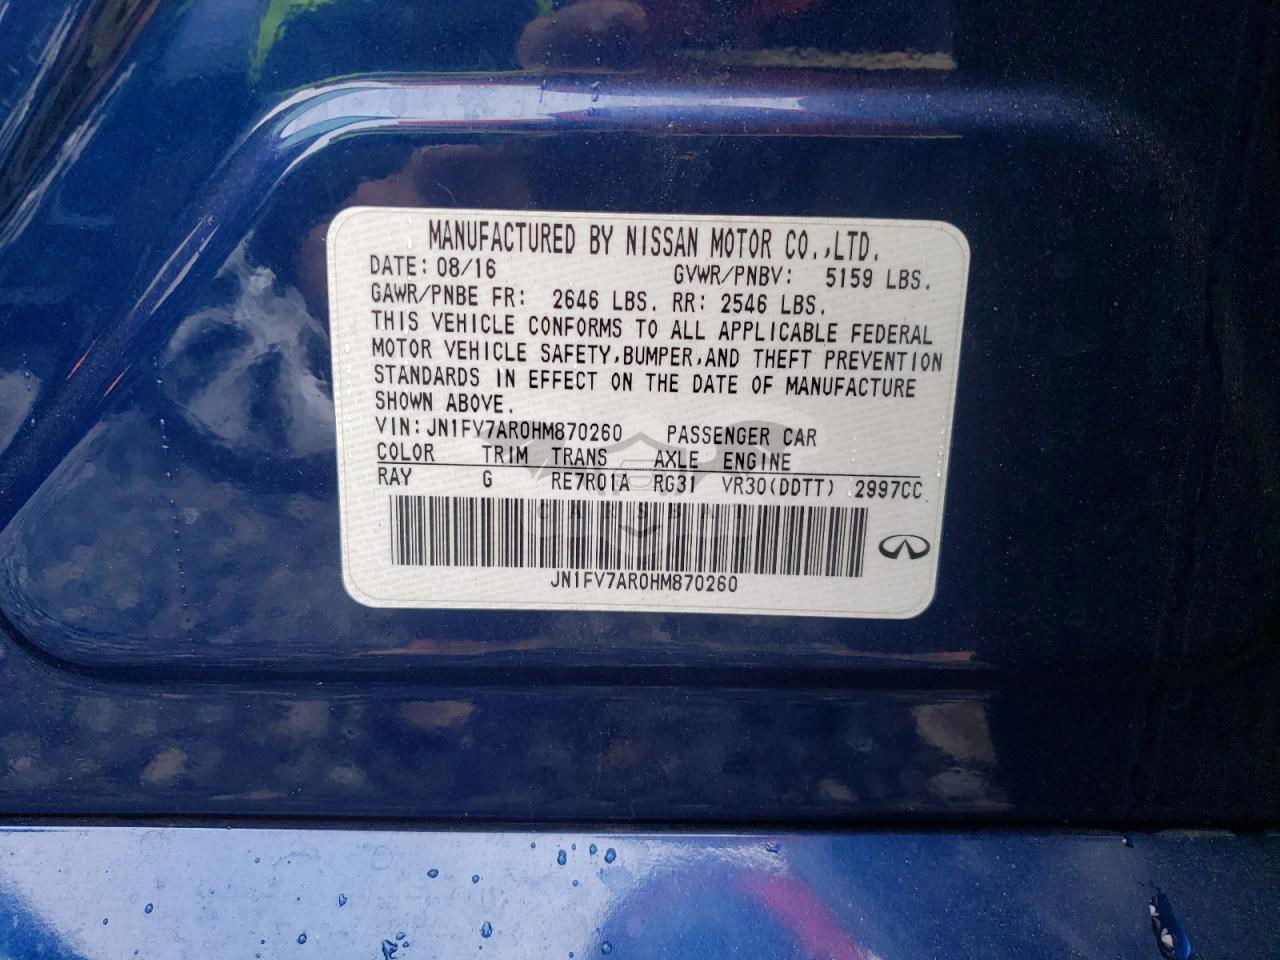 MANUFACTURED BY NISSAN MOTOR CO.,LTD.
DATE: 08/16 GVWR/PNBV: 5159 LBS.
GAWR/PNBE FR: 2646 LBS. RR: 2546 LBS.
THIS VEHICLE CONFORMS TO ALL APPLICABLE FEDERAL
MOTOR VEHICLE SAFETY,BUMPER,AND THEFT PREVENTION
STANDARDS IN EFFECT ON THE DATE OF MANUFACTURE
SHOWN ABOVE.
VIN:JN1FV7AR0HM870260 PASSENGER CAR
COLOR TRIM TRANS AXLE ENGINE
RAY G RE7R01A RG31 VR30(DDTT) 2997CC
JN1FV7AR0HM870260